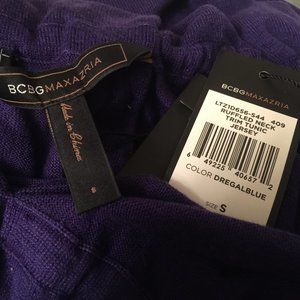 BCBGMAXAZRIA
Made in China
S
BCBGMAXAZRIA
LTZ1D656-544 409
RUFFLED NECK
TRIM TUNIC
JERSEY
6 49225 40657 2
COLOR DREGALBLUE
SIZE S